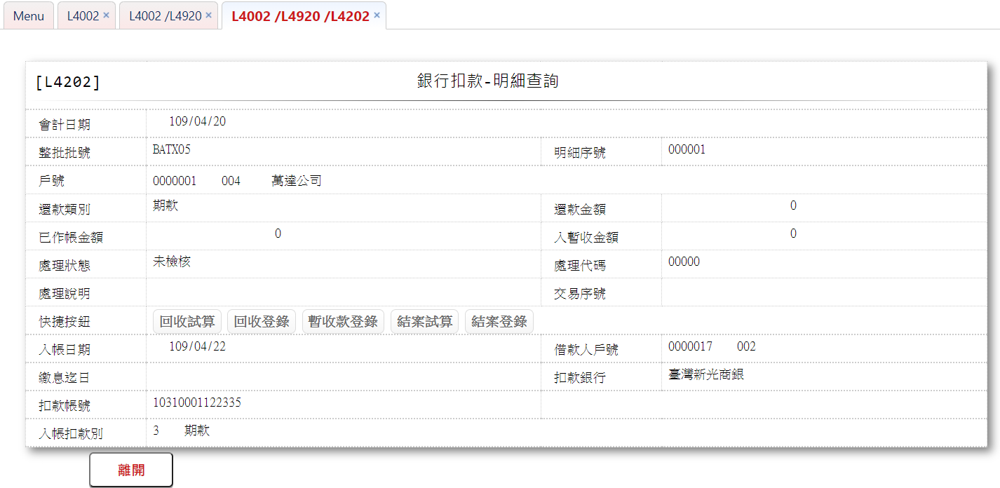 Menu L4002 × L4002 /L4920 × L4002 /L4920 /L4202 ×
[L4202] 銀行扣款-明細查詢
會計日期 109/04/20
整批批號 BATX05 明細序號 000001
戶號 0000001 004 萬達公司
還款類別 期款 還款金額 0
已作帳金額 0 入暫收金額 0
處理狀態 未檢核 處理代碼 00000
處理說明 交易序號
快捷按鈕 回收試算 回收登錄 暫收款登錄 結案試算 結案登錄
入帳日期 109/04/22 借款人戶號 0000017 002
繳息迄日 扣款銀行 臺灣新光商銀
扣款帳號 10310001122335
入帳扣款別 3 期款
離開